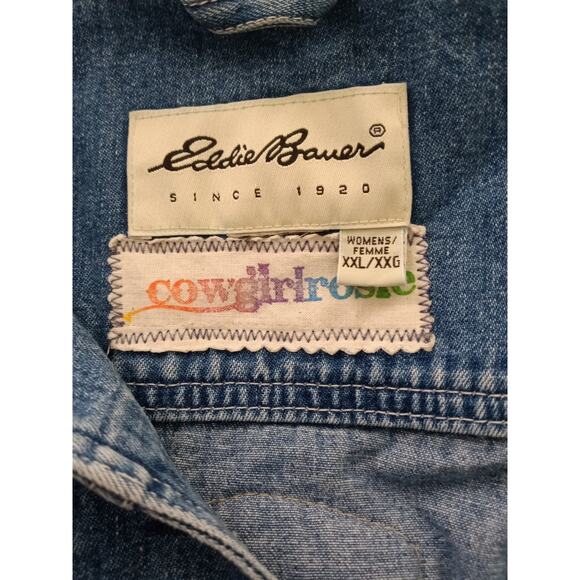 Eddie Bauer ®
SINCE 1920
WOMENS/
FEMME
XXL/XXG
cowgirlrosie